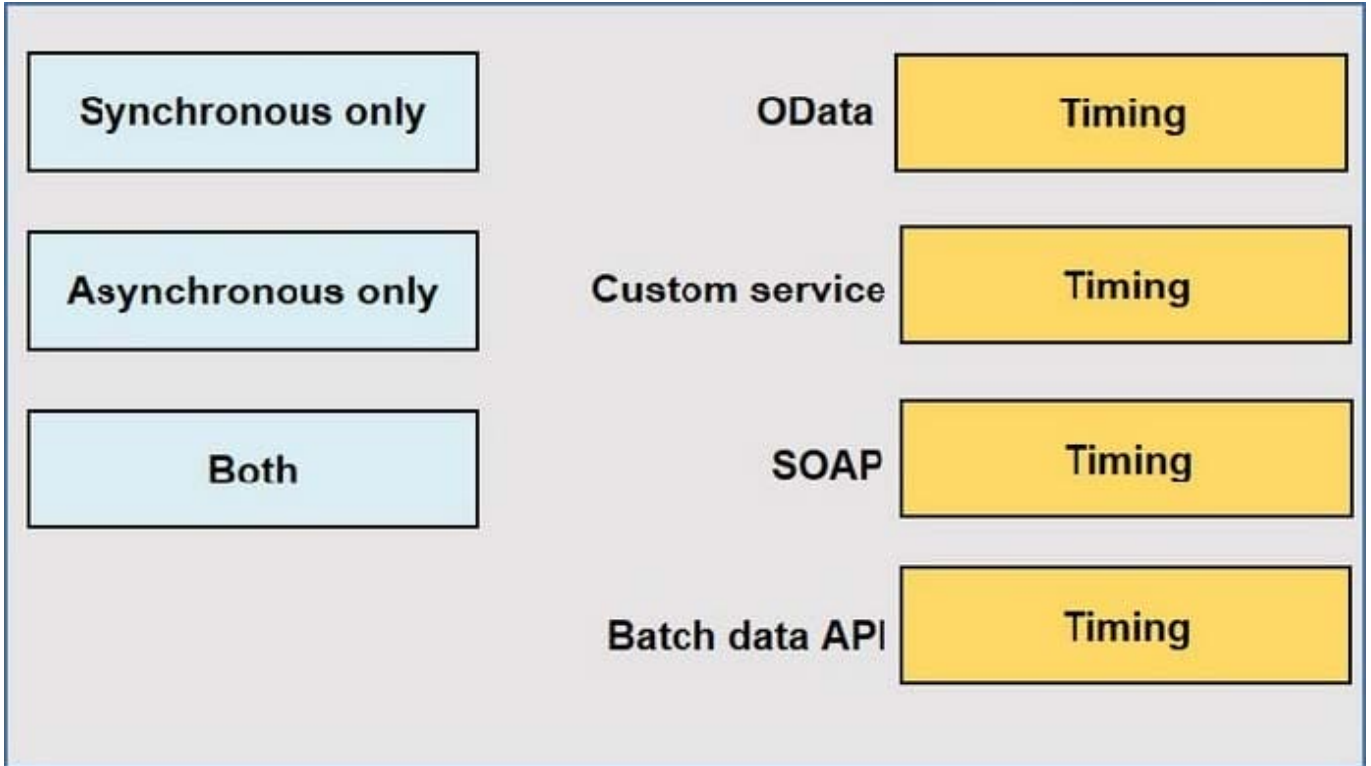 Synchronous only
OData
Timing
Asynchronous only
Custom service
Timing
Both
SOAP
Timing
Batch data API
Timing